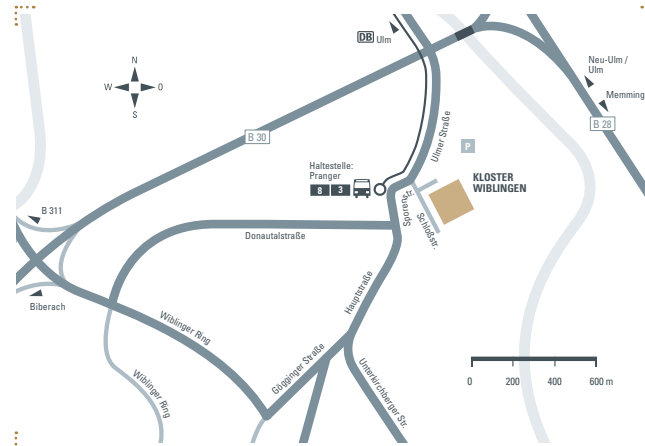 DB Ulm
N
W O
S
Neu-Ulm /
Ulm
Memming
B 28
B 30
Ulmer Straße
P
Haltestelle:
Pranger
8 3
KLOSTER
WIBLINGEN
Sporenstr.
Schloßstr.
B 311
Donautalstraße
Hauptstraße
Biberach
Wiblinger Ring
Wiblinger Ring
Gögginger Straße
Unterkirchberger Str.
0 200 400 600 m